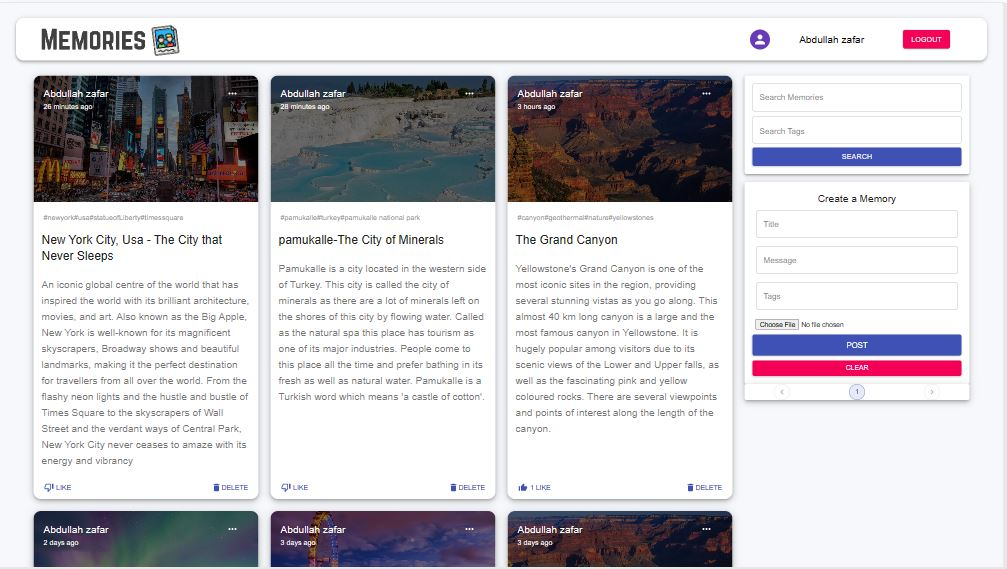 MEMORIES
Abdullah zafar
LOGOUT
Abdullah zafar
26 minutes ago
#newyork#usa#statueofLiberty#timessquare
New York City, Usa - The City that
Never Sleeps
An iconic global centre of the world that has
inspired the world with its brilliant architecture,
movies, and art. Also known as the Big Apple,
New York is well-known for its magnificent
skyscrapers, Broadway shows and beautiful
landmarks, making it the perfect destination
for travellers from all over the world. From the
flashy neon lights and the hustle and bustle of
Times Square to the skyscrapers of Wall
Street and the verdant ways of Central Park,
New York City never ceases to amaze with its
energy and vibrancy
LIKE
DELETE
Abdullah zafar
28 minutes ago
#pamukalle#turkey#pamukalle national park
pamukalle-The City of Minerals
Pamukalle is a city located in the western side
of Turkey. This city is called the city of
minerals as there are a lot of minerals left on
the shores of this city by flowing water. Called
as the natural spa this place has tourism as
one of its major industries. People come to
this place all the time and prefer bathing in its
fresh as well as natural water. Pamukalle is a
Turkish word which means 'a castle of cotton'.
LIKE
DELETE
Abdullah zafar
3 hours ago
#canyon#geothermal#nature#yellowstones
The Grand Canyon
Yellowstone's Grand Canyon is one of the
most iconic sites in the region, providing
several stunning vistas as you go along. This
almost 40 km long canyon is a large and the
most famous canyon in Yellowstone. It is
hugely popular among visitors due to its
scenic views of the Lower and Upper falls, as
well as the fascinating pink and yellow
coloured rocks. There are several viewpoints
and points of interest along the length of the
canyon.
1 LIKE
DELETE
Abdullah zafar
2 days ago
Abdullah zafar
3 days ago
Abdullah zafar
3 days ago
Search Memories
Search Tags
SEARCH
Create a Memory
Title
Message
Tags
Choose File No file chosen
POST
CLEAR
1